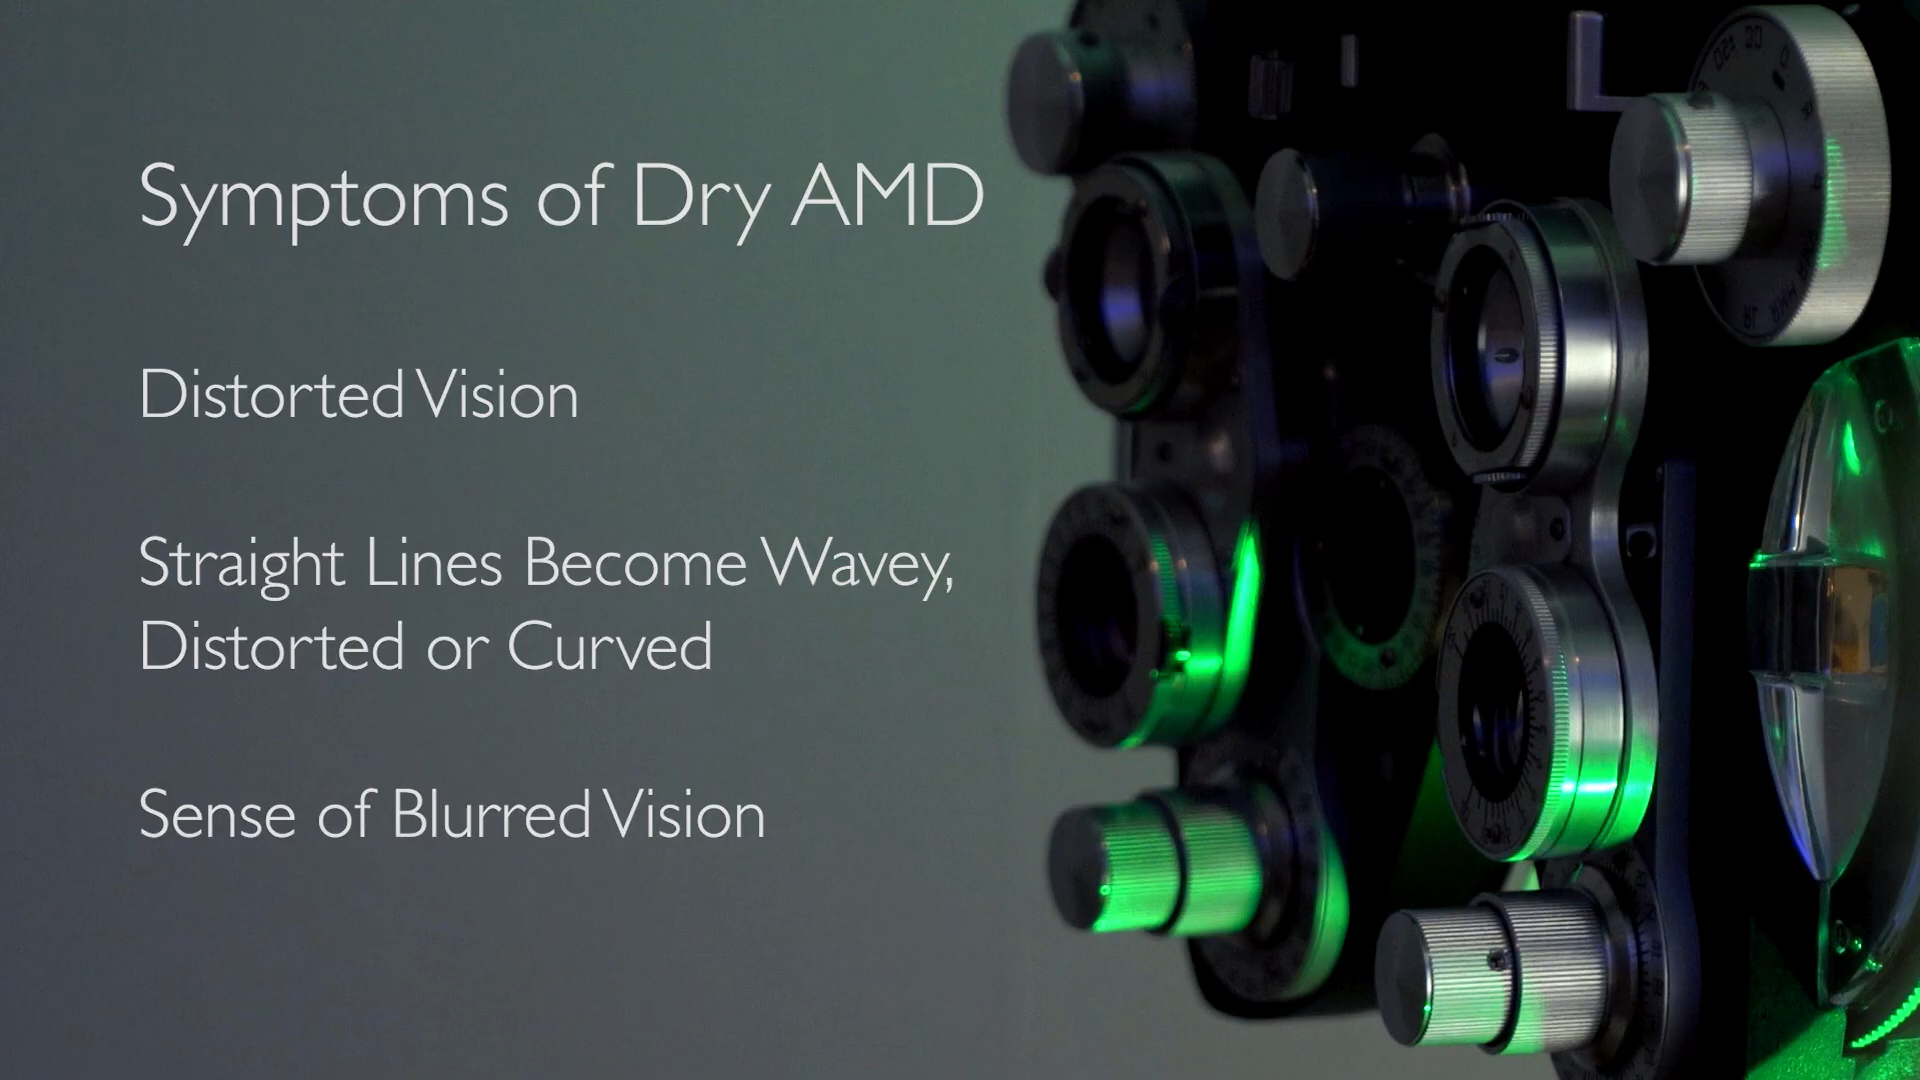 Symptoms of Dry AMD
Distorted Vision
Straight Lines Become Wavey,
Distorted or Curved
Sense of Blurred Vision